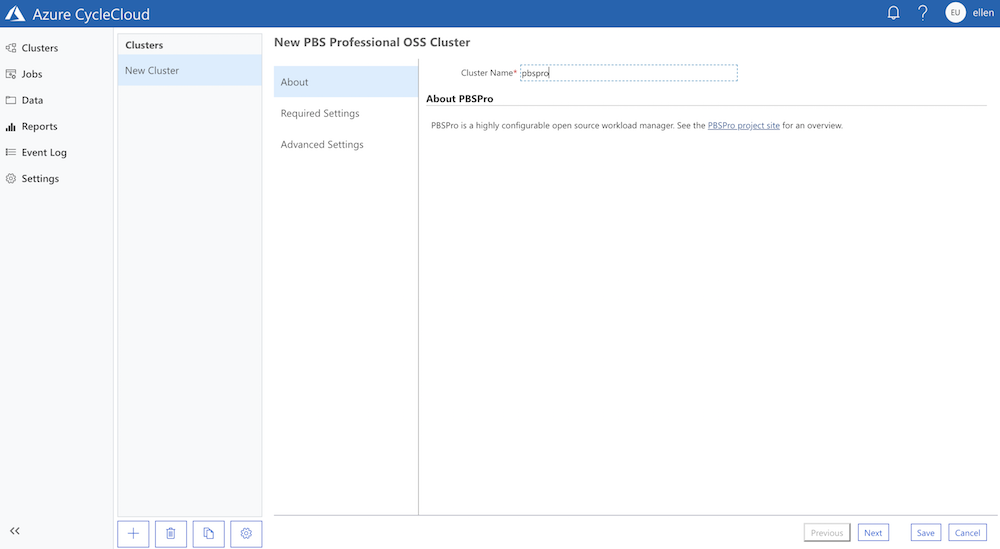 Azure CycleCloud
EU
ellen
Clusters
Jobs
Data
Reports
Event Log
Settings
Clusters
New Cluster
New PBS Professional OSS Cluster
About
Required Settings
Advanced Settings
Cluster Name* pbspro
About PBSPro
PBSPro is a highly configurable open source workload manager. See the PBSPro project site for an overview.
Previous
Next
Save
Cancel